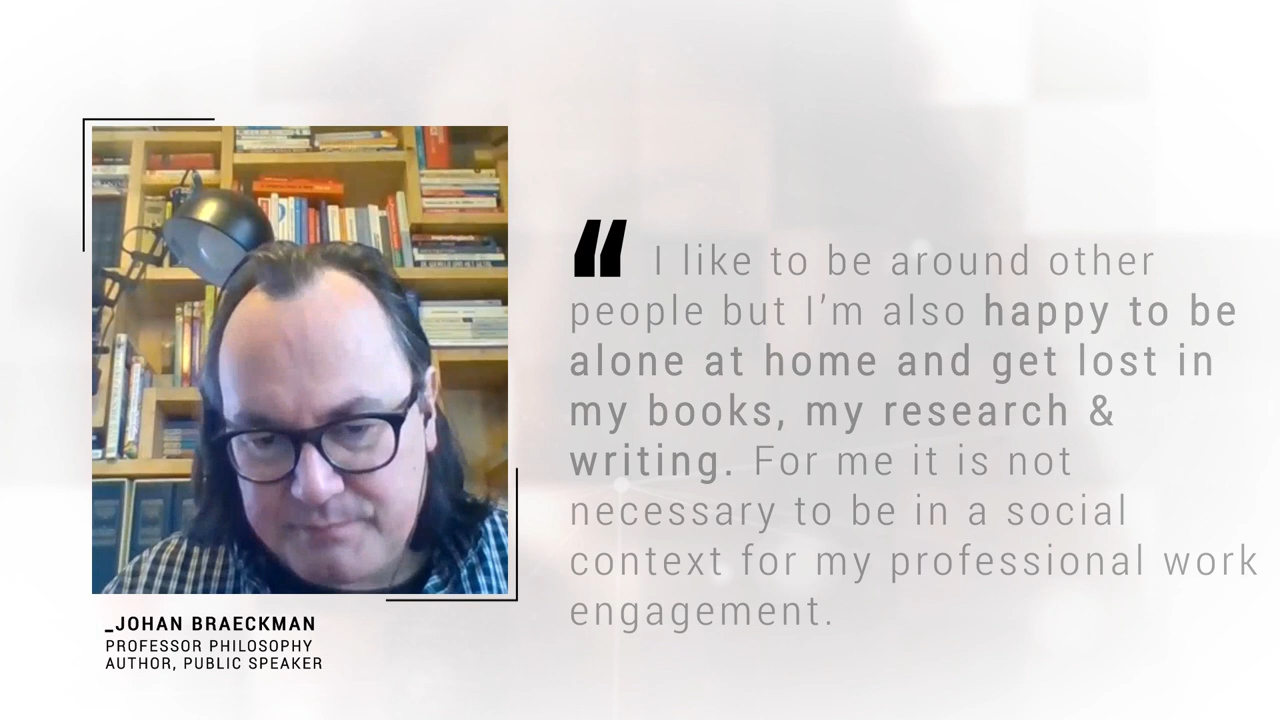 “ I like to be around other
people but I’m also happy to be
alone at home and get lost in
my books, my research &
writing. For me it is not
necessary to be in a social
context for my professional work
engagement.
_JOHAN BRAECKMAN
PROFESSOR PHILOSOPHY
AUTHOR, PUBLIC SPEAKER